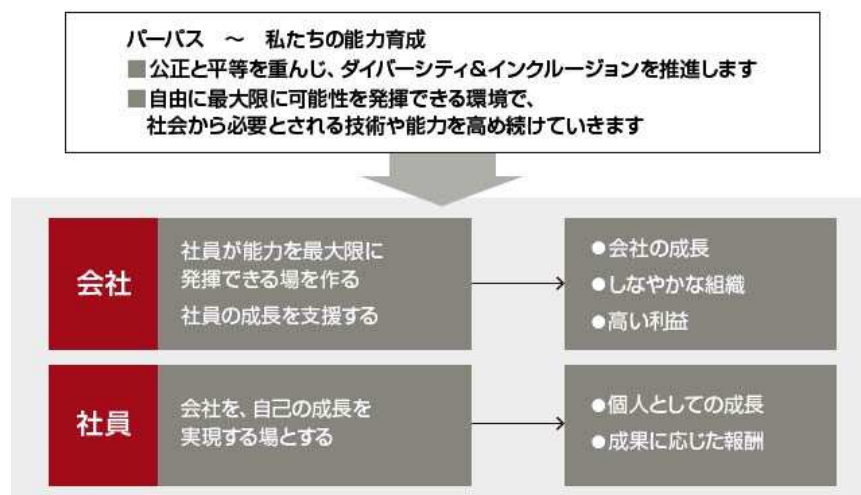 パーパス ～ 私たちの能力育成
■公正と平等を重んじ、ダイバーシティ&インクルージョンを推進します
■自由に最大限に可能性を発揮できる環境で、
社会から必要とされる技術や能力を高め続けていきます
会社
社員が能力を最大限に
発揮できる場を作る
社員の成長を支援する
●会社の成長
●しなやかな組織
●高い利益
社員
会社を、自己の成長を
実現する場とする
●個人としての成長
●成果に応じた報酬